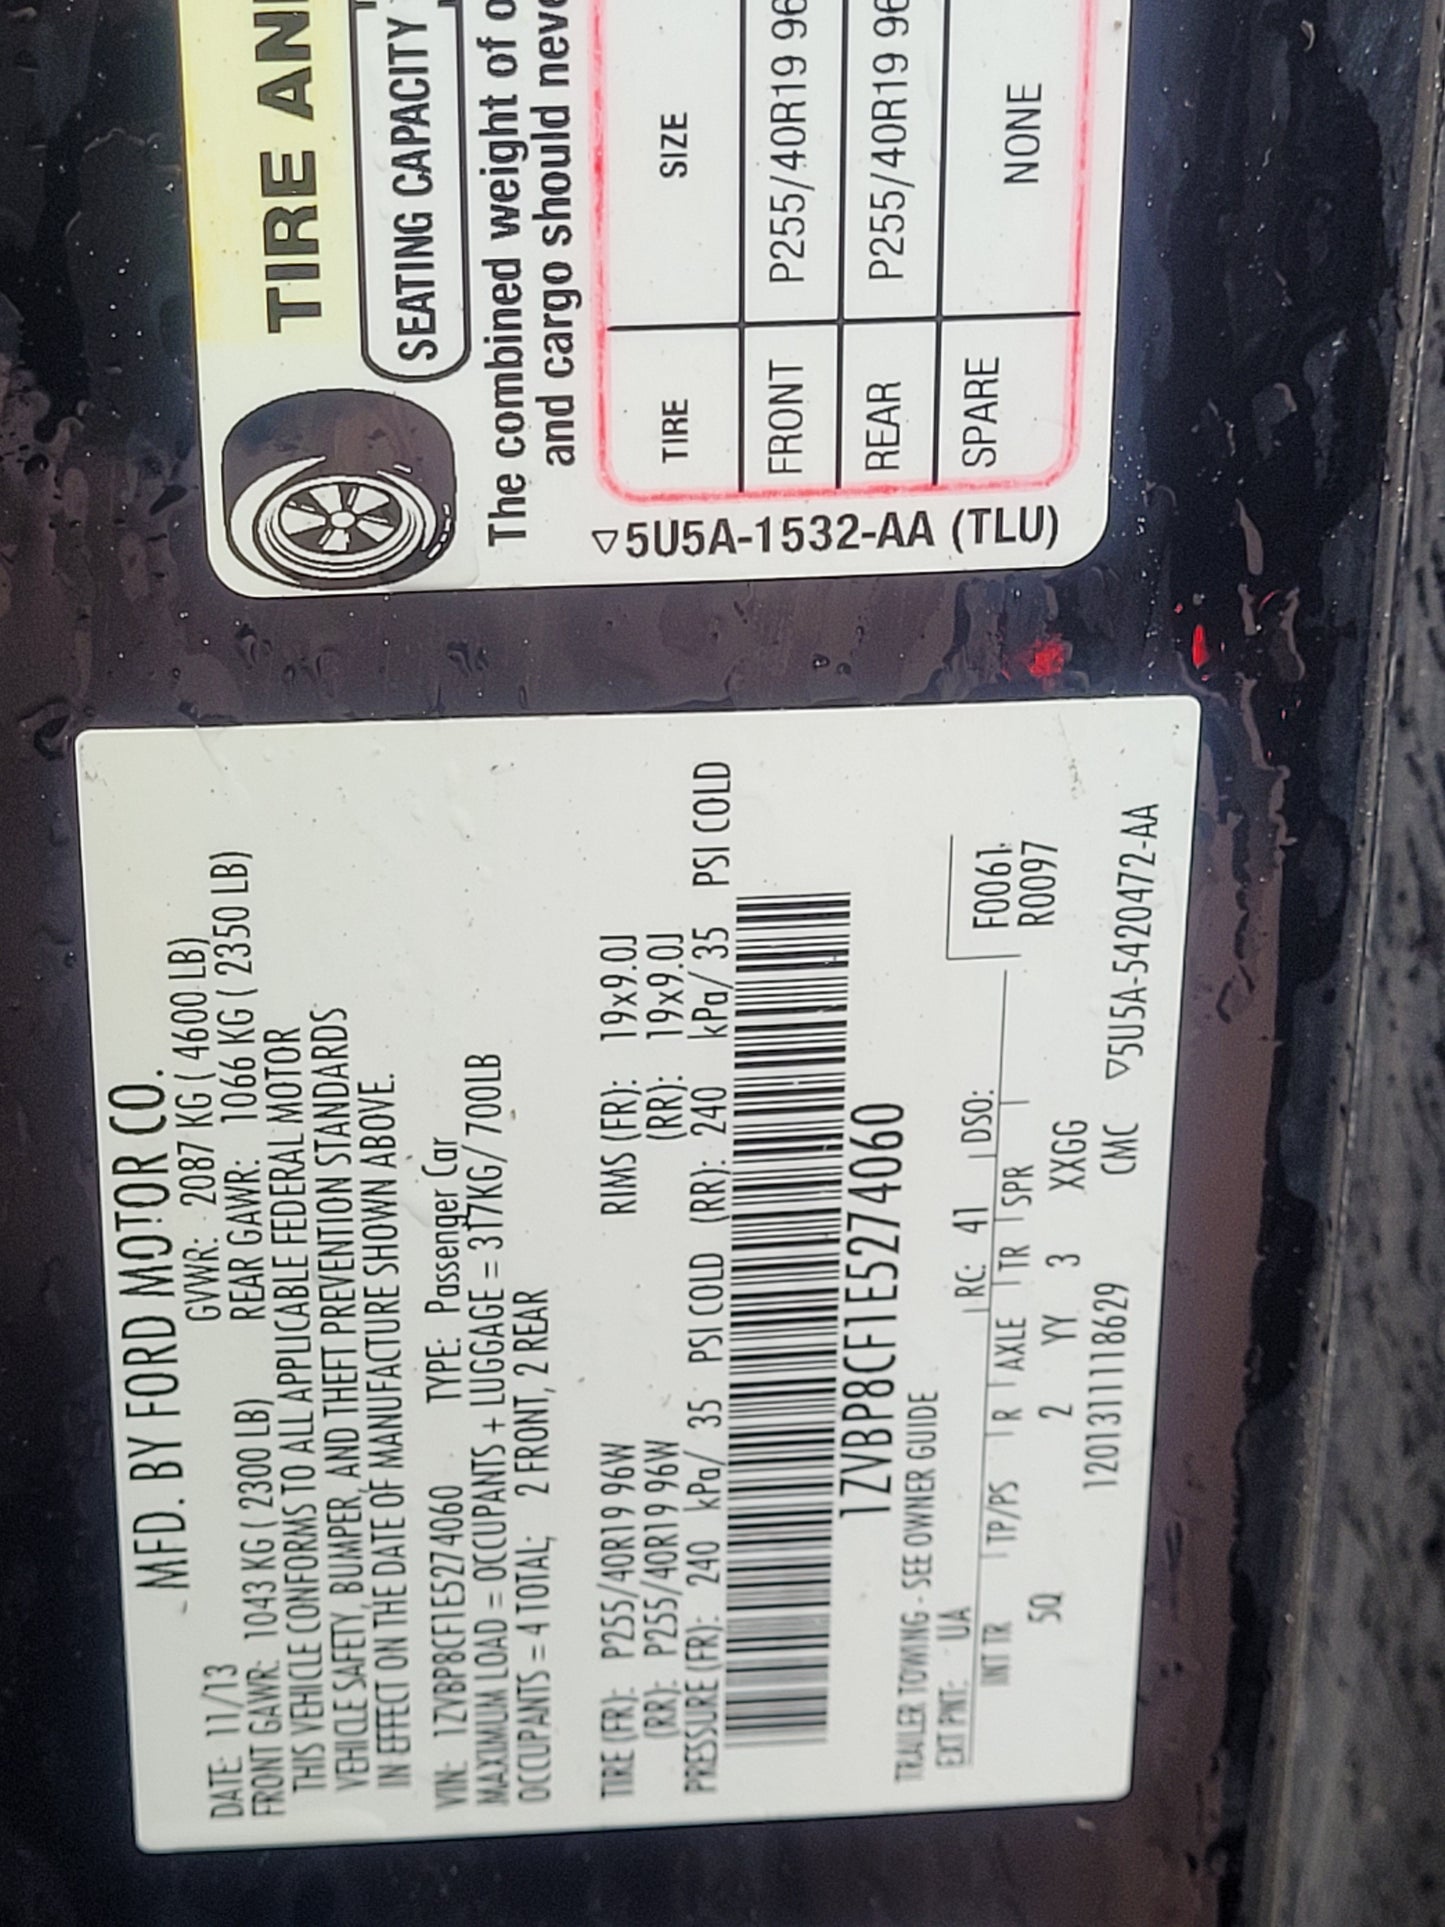 MFD. BY FORD MOTOR CO.
DATE: 11/13 GVWR: 2087 KG ( 4600 LB)
FRONT GAWR: 1043 KG ( 2300 LB) REAR GAWR: 1066 KG ( 2350 LB)
THIS VEHICLE CONFORMS TO ALL APPLICABLE FEDERAL MOTOR
VEHICLE SAFETY, BUMPER, AND THEFT PREVENTION STANDARDS
IN EFFECT ON THE DATE OF MANUFACTURE SHOWN ABOVE.
VIN: 1ZVBP8CF1E5274060 TYPE: Passenger Car
MAXIMUM LOAD = OCCUPANTS + LUGGAGE = 317KG/ 700LB
OCCUPANTS = 4 TOTAL; 2 FRONT, 2 REAR
TIRE (FR): P255/40R19 96W RIMS (FR): 19x9.0J
(RR): P255/40R19 96W (RR): 19x9.0J
PRESSURE (FR): 240 kPa/ 35 PSI COLD (RR): 240 kPa/ 35 PSI COLD
1ZVBP8CF1E5274060
TRAILER TOWING - SEE OWNER GUIDE
EXT PNT: UA RC: 41 DSO: F0061
INT TR TP/PS R AXLE TR SPR R0097
5Q 2 YY 3 XXGG
12013111118629 CMC ▽5U5A-5420472-AA
TIRE AN
SEATING CAPACITY
The combined weight of o
and cargo should neve
TIRE SIZE
FRONT P255/40R19 96
REAR P255/40R19 96
SPARE NONE
▽5U5A-1532-AA (TLU)